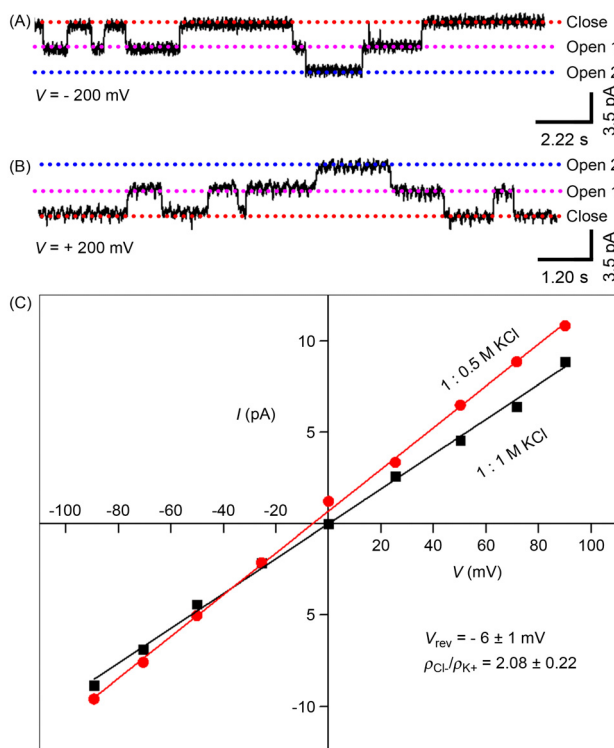 (A)
Close
Open 1
Open 2
V = - 200 mV
2.22 s
3.5 pA
(B)
Open 2
Open 1
Close
V = + 200 mV
1.20 s
3.5 pA
(C)
10
1 : 0.5 M KCl
I (pA)
5
1 : 1 M KCl
-100 -80 -60 -40 -20
0 20 40 60 80 100
V (mV)
-5
Vrev = - 6 ± 1 mV
ρCl-/ρK+ = 2.08 ± 0.22
-10